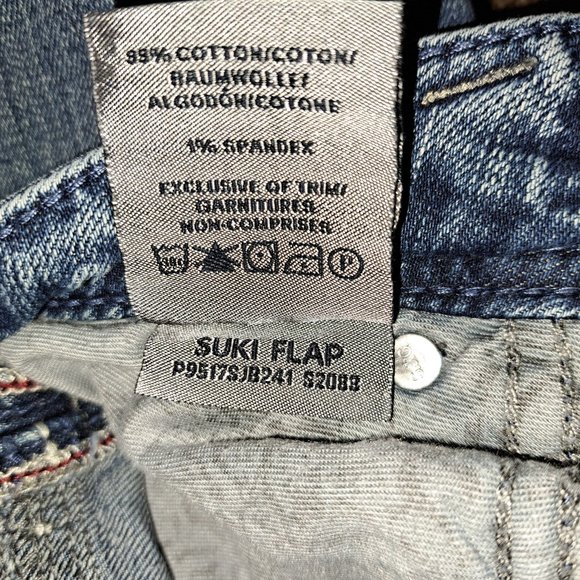 99% COTTON/COTON/
BAUMWOLLE/
ALGODÓN/COTONE
1% SPANDEX
EXCLUSIVE OF TRIM/
GARNITURES
NON-COMPRISES
P
SUKI FLAP
P9517SJB241 S2088